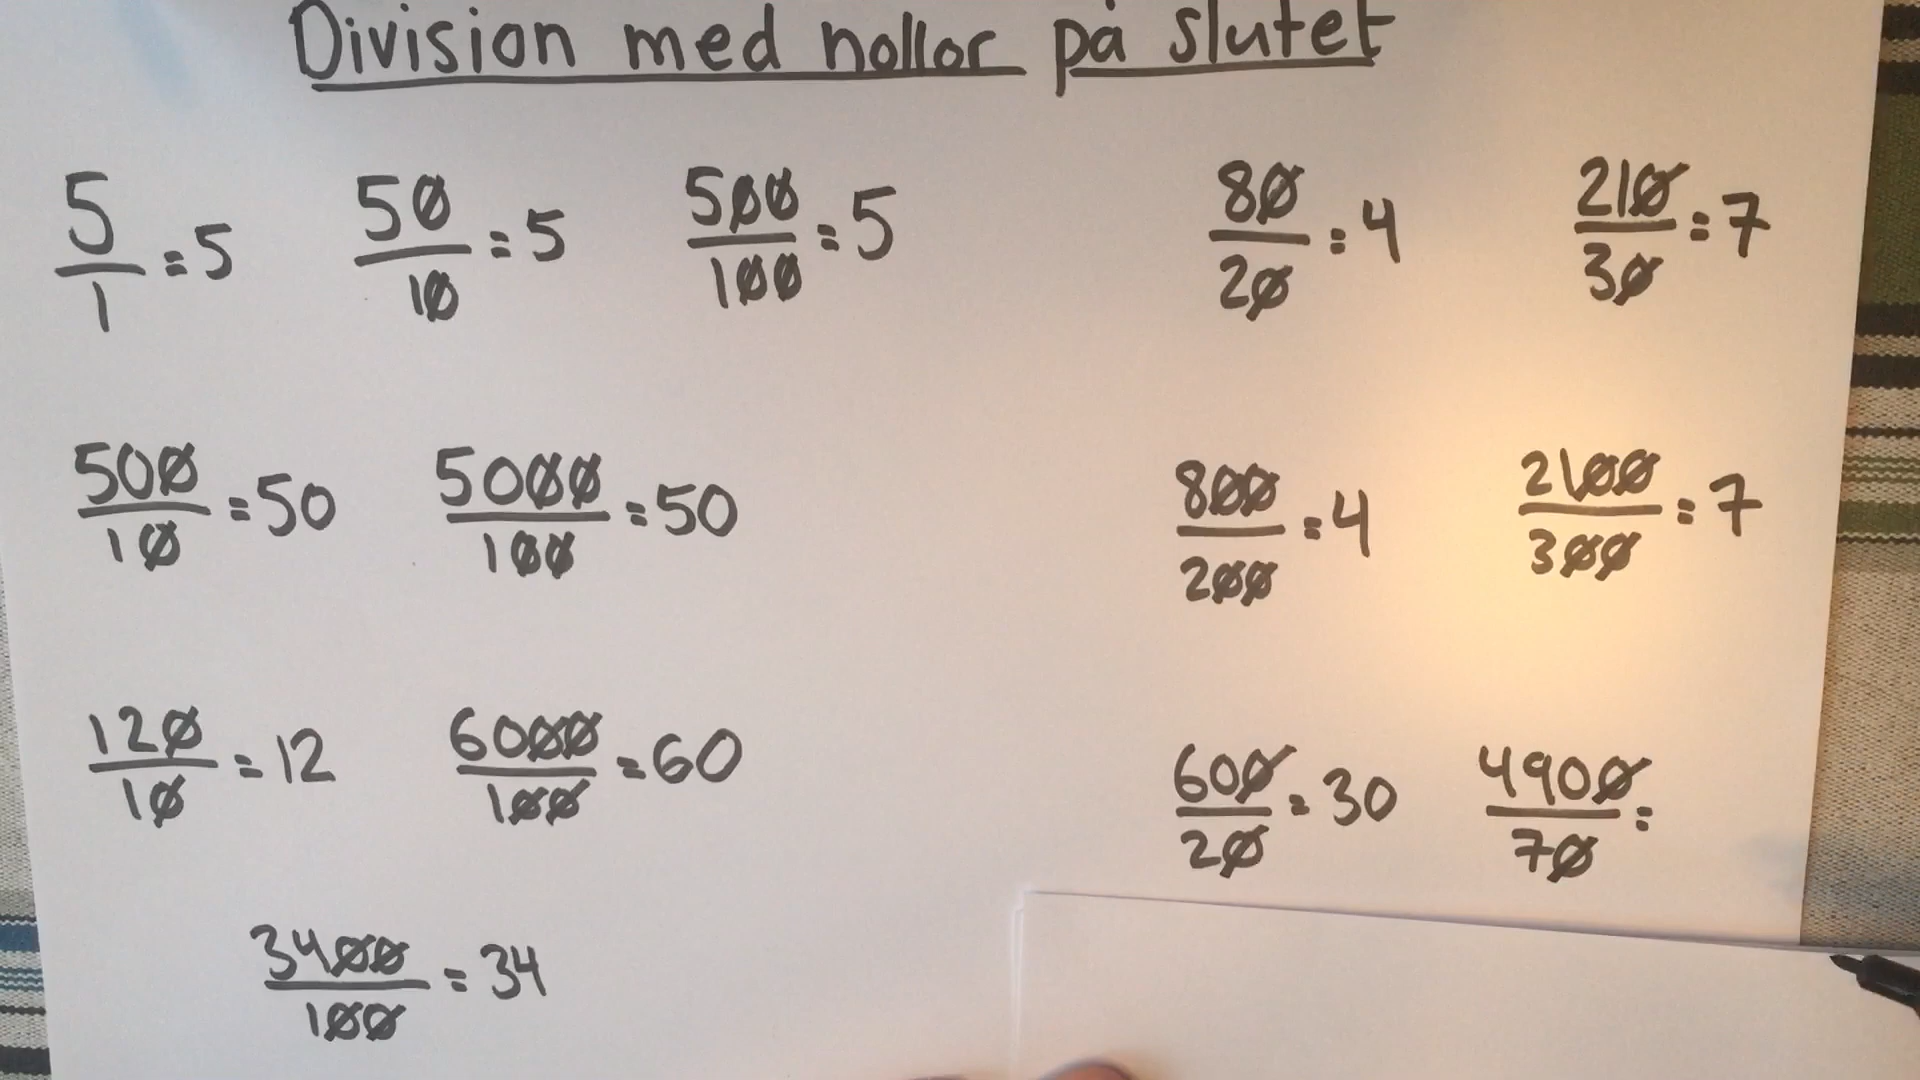 Division med nollor på slutet
5/1 = 5 50/10 = 5 500/100 = 5 80/20 = 4 210/30 = 7
500/10 = 50 5000/100 = 50 800/200 = 4 2100/300 = 7
120/10 = 12 6000/100 = 60 600/20 = 30 4900/70 =
3400/100 = 34